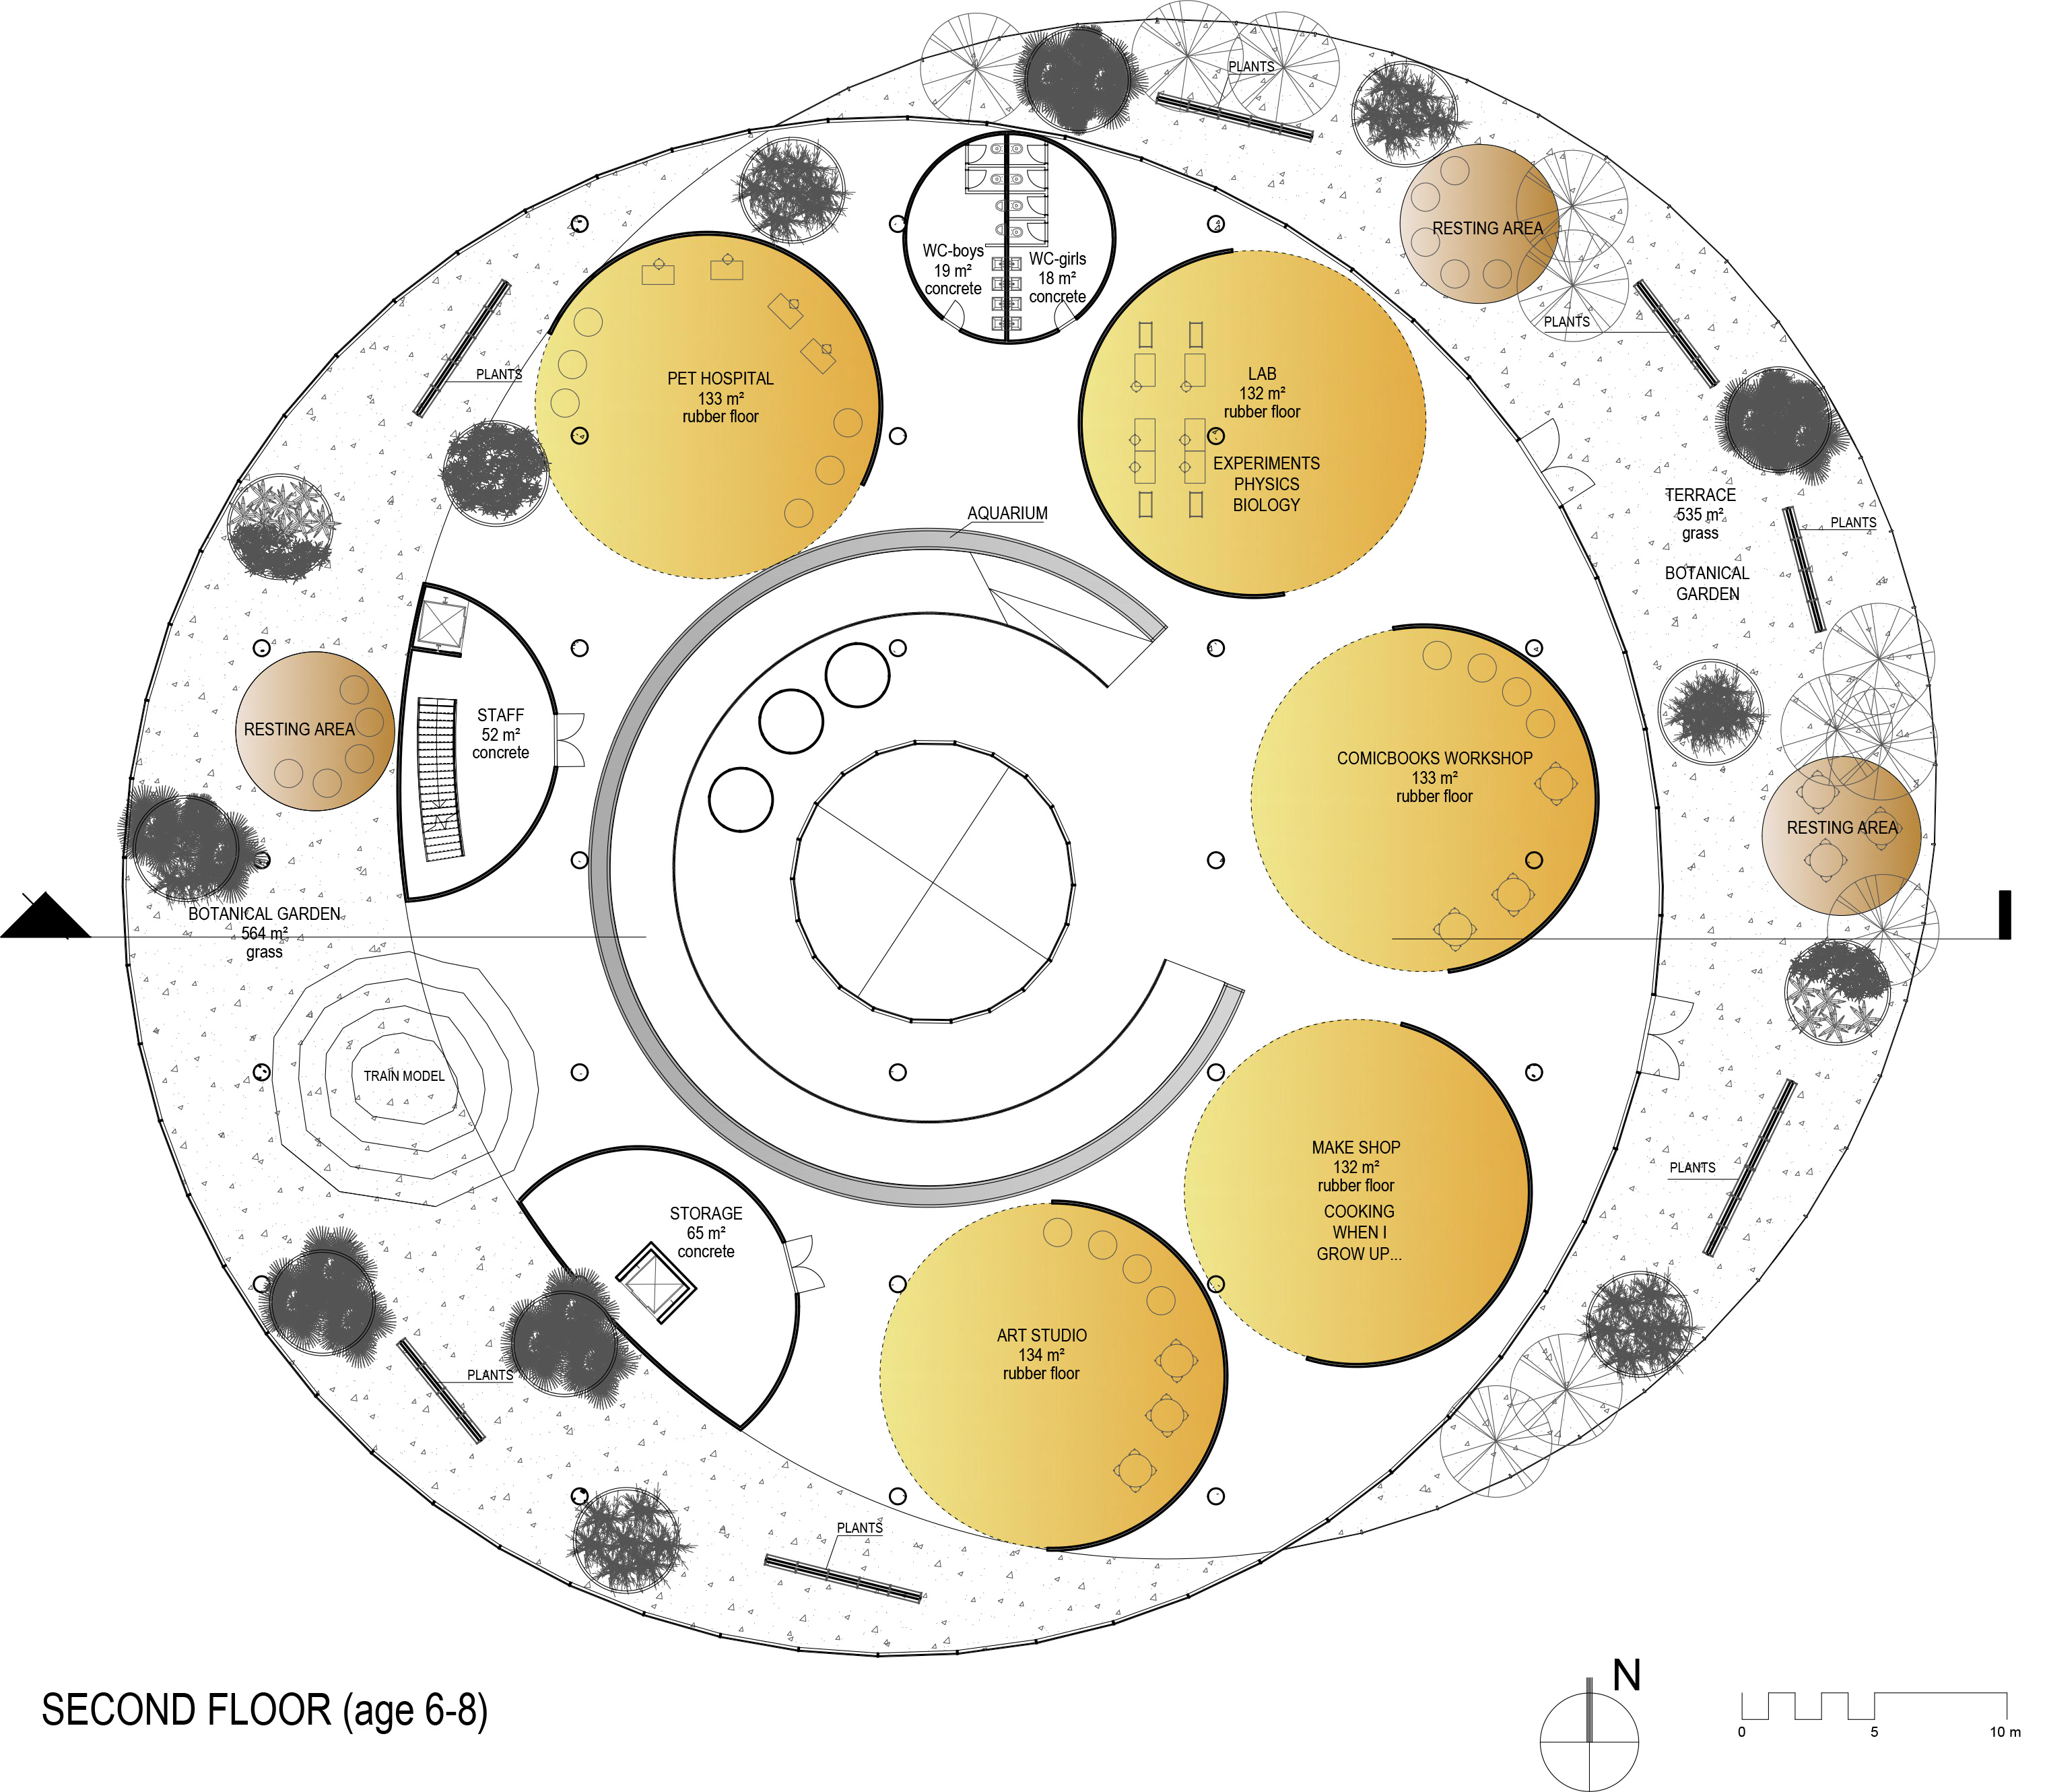 PLANTS
RESTING AREA
WC-boys
19 m²
concrete
WC-girls
18 m²
concrete
PLANTS
PLANTS
PET HOSPITAL
133 m²
rubber floor
LAB
132 m²
rubber floor
EXPERIMENTS
PHYSICS
BIOLOGY
AQUARIUM
TERRACE
535 m²
grass
BOTANICAL
GARDEN
PLANTS
RESTING AREA
STAFF
52 m²
concrete
COMICBOOKS WORKSHOP
133 m²
rubber floor
RESTING AREA
BOTANICAL GARDEN
564 m²
grass
TRAIN MODEL
MAKE SHOP
132 m²
rubber floor
COOKING
WHEN I
GROW UP...
PLANTS
STORAGE
65 m²
concrete
ART STUDIO
134 m²
rubber floor
PLANTS
PLANTS
SECOND FLOOR (age 6-8)
N
0 5 10 m